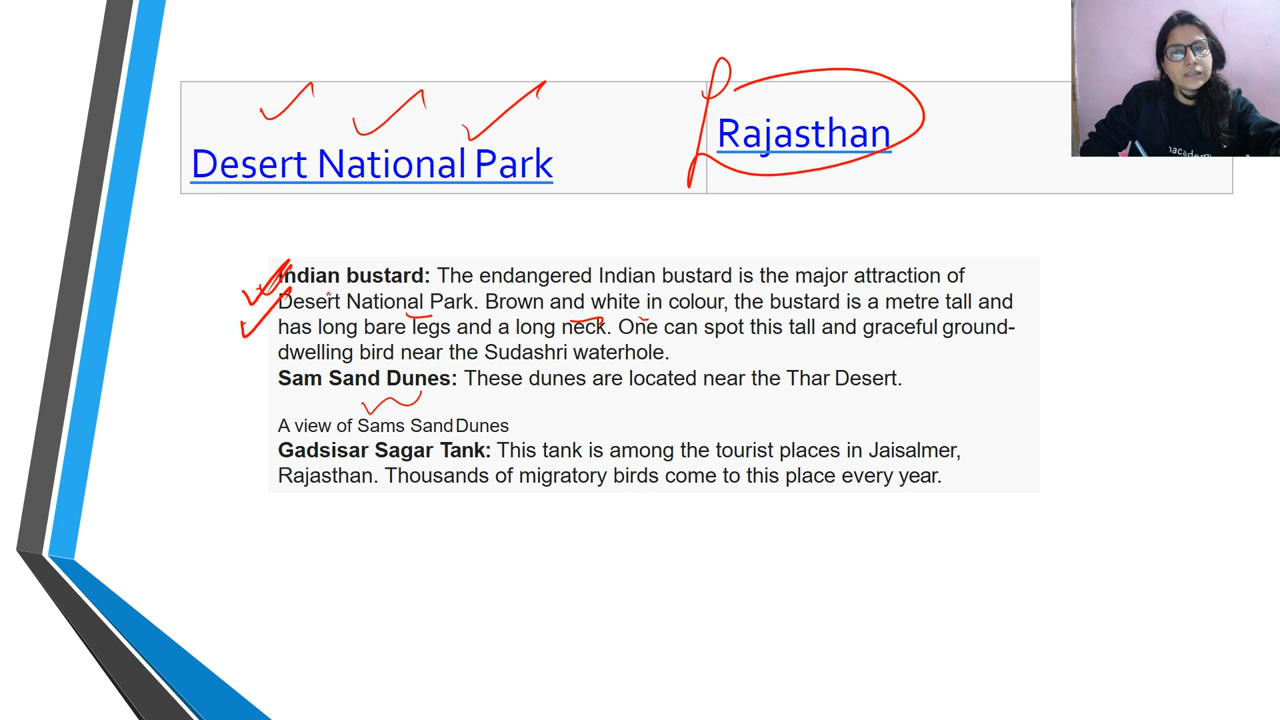 Desert National Park
Rajasthan
Indian bustard: The endangered Indian bustard is the major attraction of
Desert National Park. Brown and white in colour, the bustard is a metre tall and
has long bare legs and a long neck. One can spot this tall and graceful ground-
dwelling bird near the Sudashri waterhole.
Sam Sand Dunes: These dunes are located near the Thar Desert.
A view of Sams Sand Dunes
Gadsisar Sagar Tank: This tank is among the tourist places in Jaisalmer,
Rajasthan. Thousands of migratory birds come to this place every year.